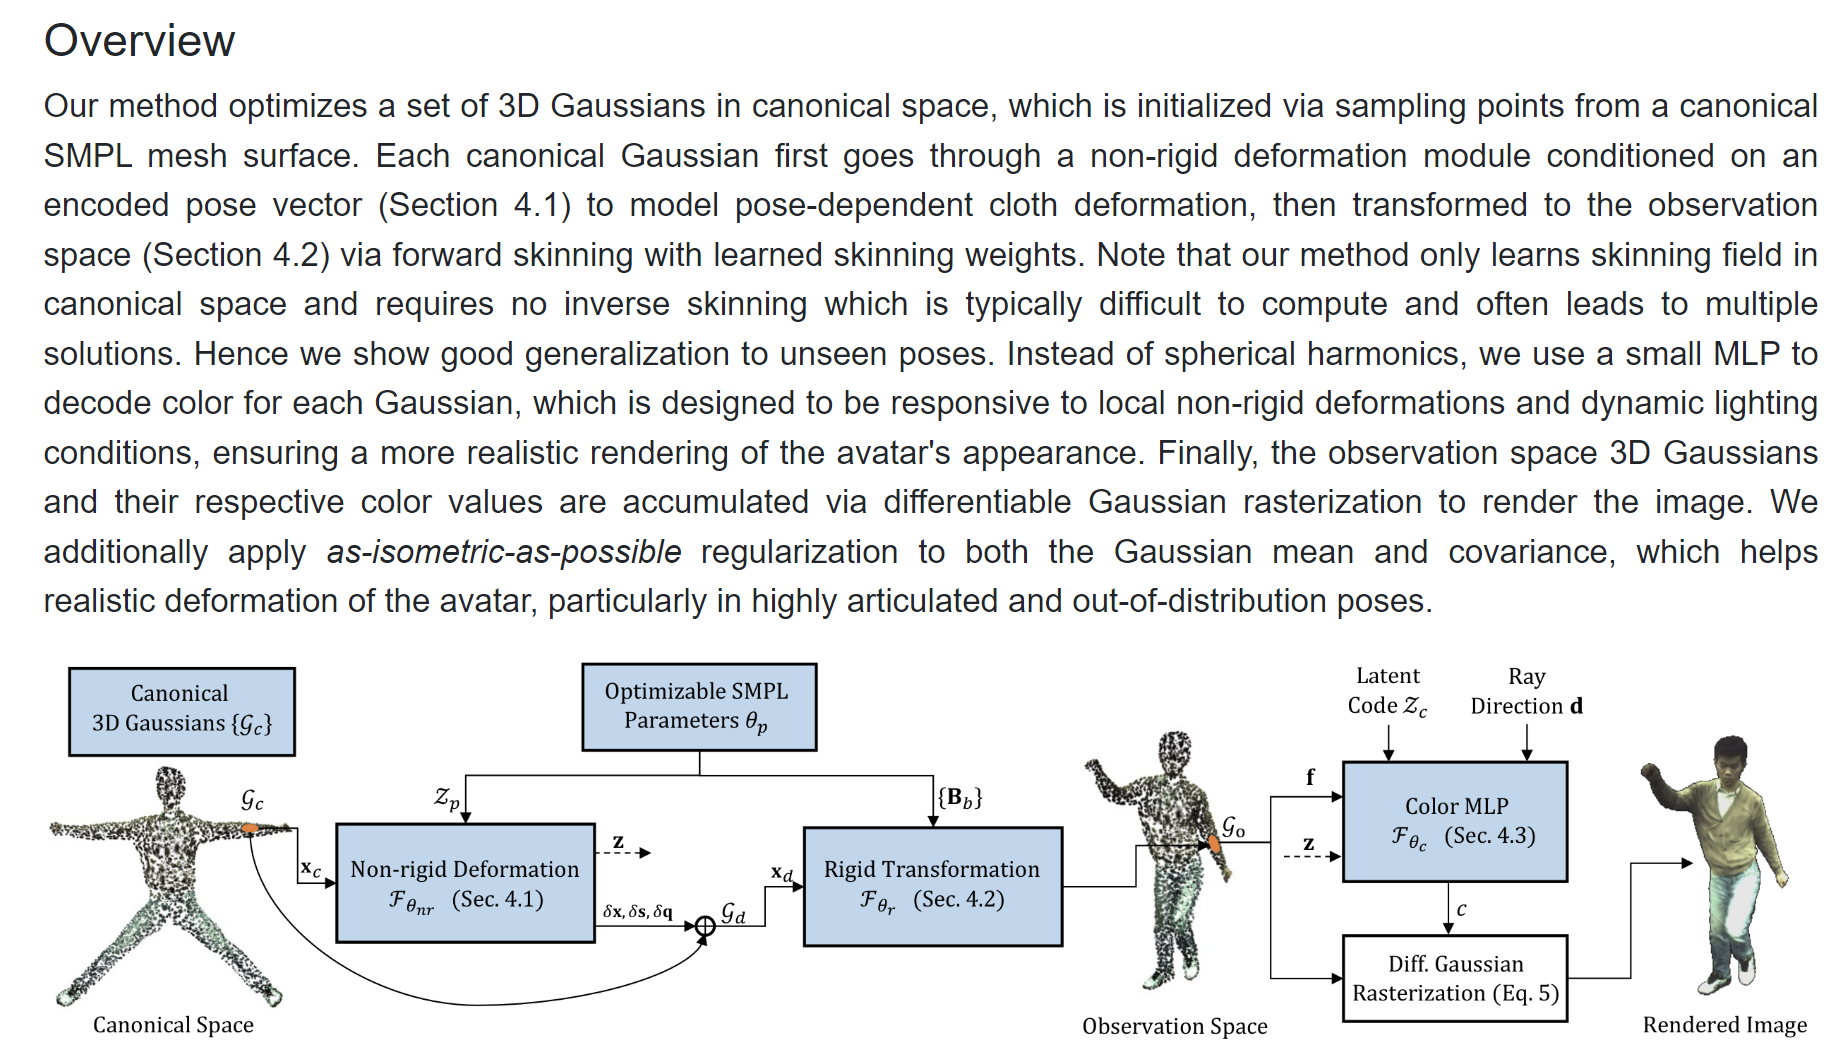 Overview
Our method optimizes a set of 3D Gaussians in canonical space, which is initialized via sampling points from a canonical
SMPL mesh surface. Each canonical Gaussian first goes through a non-rigid deformation module conditioned on an
encoded pose vector (Section 4.1) to model pose-dependent cloth deformation, then transformed to the observation
space (Section 4.2) via forward skinning with learned skinning weights. Note that our method only learns skinning field in
canonical space and requires no inverse skinning which is typically difficult to compute and often leads to multiple
solutions. Hence we show good generalization to unseen poses. Instead of spherical harmonics, we use a small MLP to
decode color for each Gaussian, which is designed to be responsive to local non-rigid deformations and dynamic lighting
conditions, ensuring a more realistic rendering of the avatar's appearance. Finally, the observation space 3D Gaussians
and their respective color values are accumulated via differentiable Gaussian rasterization to render the image. We
additionally apply as-isometric-as-possible regularization to both the Gaussian mean and covariance, which helps
realistic deformation of the avatar, particularly in highly articulated and out-of-distribution poses.
Canonical
3D Gaussians {𝒢c}
𝒢c
xc
Canonical Space
Optimizable SMPL
Parameters θp
𝒵p
{Bb}
Non-rigid Deformation
ℱθnr (Sec. 4.1)
z
δx, δs, δq
𝒢d
xd
Rigid Transformation
ℱθr (Sec. 4.2)
𝒢o
Observation Space
Latent
Code 𝒵c
Ray
Direction d
f
z
Color MLP
ℱθc (Sec. 4.3)
c
Diff. Gaussian
Rasterization (Eq. 5)
Rendered Image